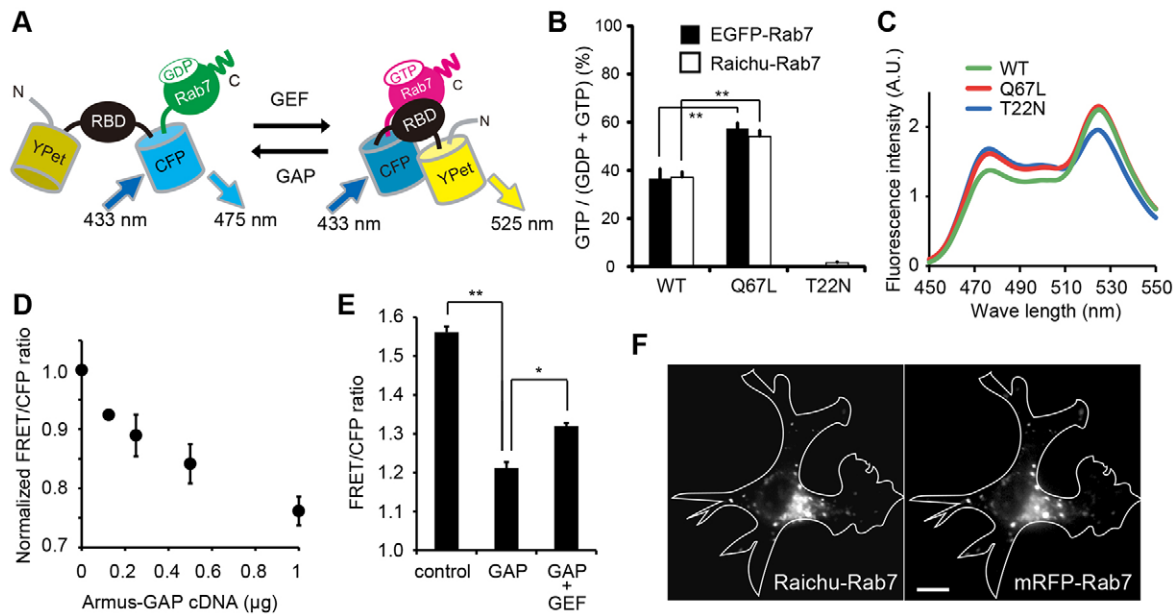 A
GDP
Rab7
C
N
RBD
YPet
CFP
433 nm
475 nm
GEF
GAP
GTP
Rab7
C
RBD
N
CFP
YPet
433 nm
525 nm
B
GTP / (GDP + GTP) (%)
100
80
60
40
20
0
EGFP-Rab7
Raichu-Rab7
**
**
WT
Q67L
T22N
C
Fluorescence intensity (A.U.)
2
1
0
WT
Q67L
T22N
450
470
490
510
530
550
Wave length (nm)
D
Normalized FRET/CFP ratio
1.0
0.9
0.8
0.7
0
0.2
0.4
0.6
0.8
1
Armus-GAP cDNA (μg)
E
FRET/CFP ratio
1.6
1.5
1.4
1.3
1.2
1.1
1.0
**
*
control
GAP
GAP
+
GEF
F
Raichu-Rab7
mRFP-Rab7